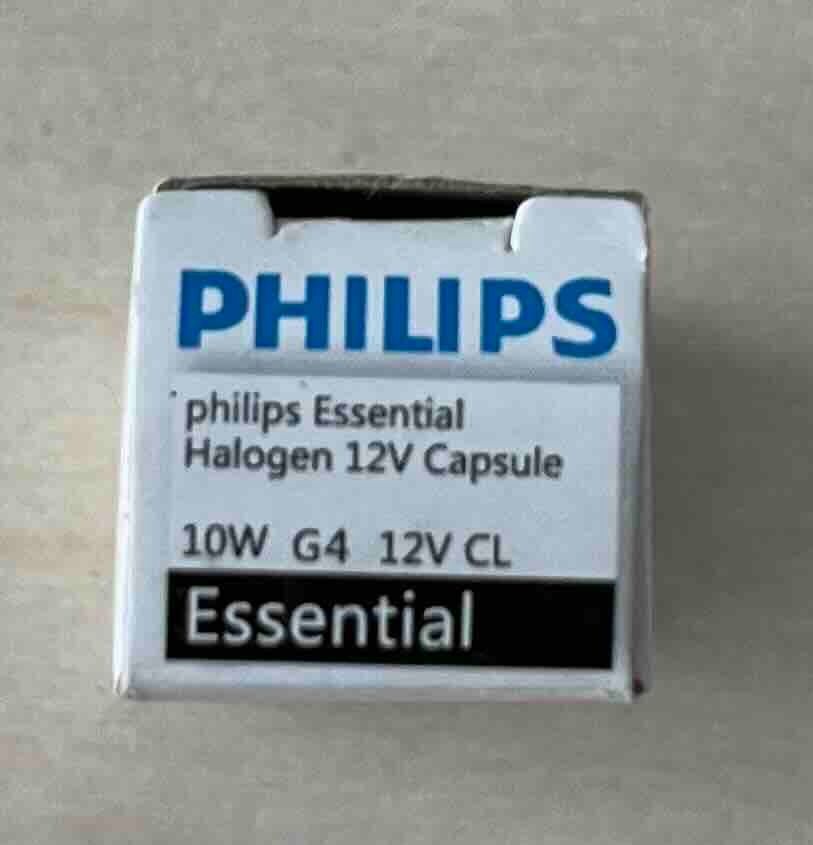 PHILIPS
philips Essential
Halogen 12V Capsule
10W G4 12V CL
Essential